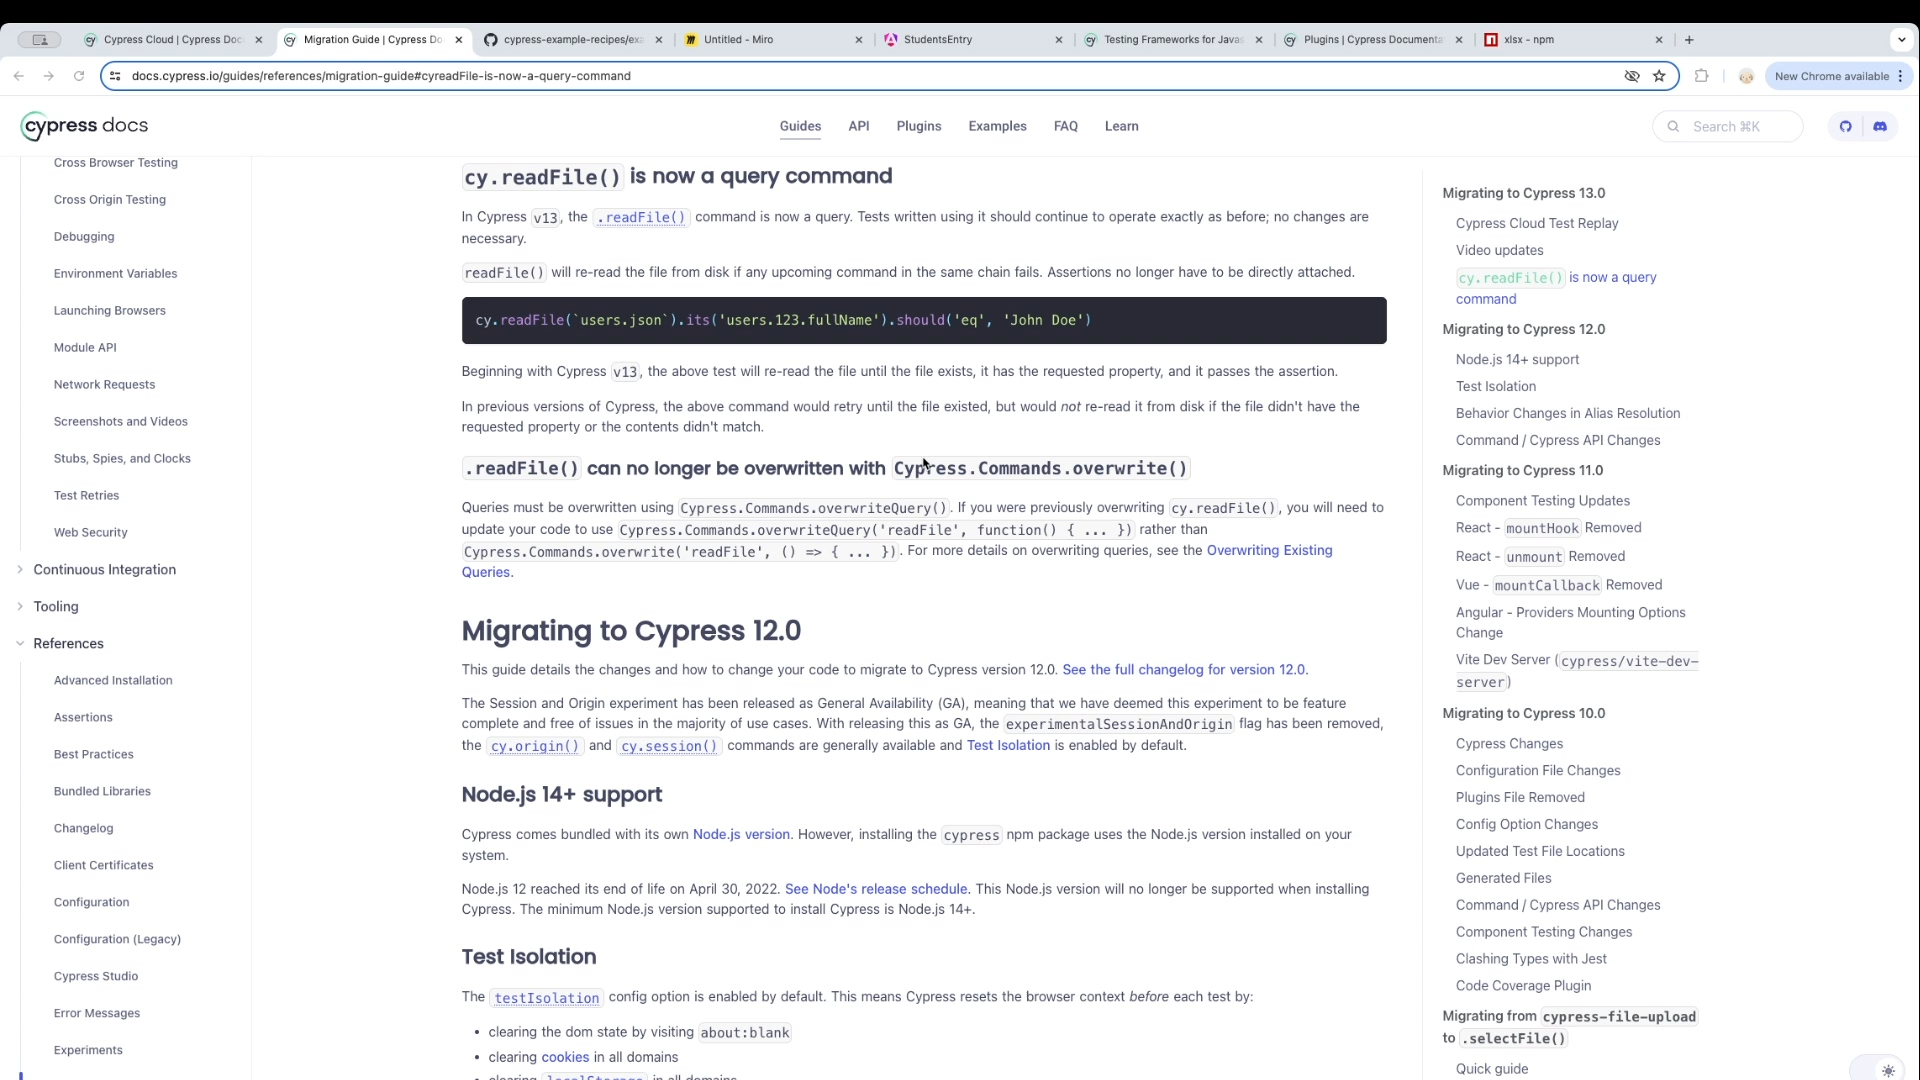 Cypress Cloud | Cypress Doc
Migration Guide | Cypress Do
cypress-example-recipes/exa
Untitled - Miro
StudentsEntry
Testing Frameworks for Javas
Plugins | Cypress Documenta
xlsx - npm
docs.cypress.io/guides/references/migration-guide#cyreadFile-is-now-a-query-command
New Chrome available
cypress docs
Guides
API
Plugins
Examples
FAQ
Learn
Search ⌘K
Cross Browser Testing
Cross Origin Testing
Debugging
Environment Variables
Launching Browsers
Module API
Network Requests
Screenshots and Videos
Stubs, Spies, and Clocks
Test Retries
Web Security
Continuous Integration
Tooling
References
Advanced Installation
Assertions
Best Practices
Bundled Libraries
Changelog
Client Certificates
Configuration
Configuration (Legacy)
Cypress Studio
Error Messages
Experiments
cy.readFile() is now a query command
In Cypress v13, the .readFile() command is now a query. Tests written using it should continue to operate exactly as before; no changes are
necessary.
readFile() will re-read the file from disk if any upcoming command in the same chain fails. Assertions no longer have to be directly attached.
cy.readFile(`users.json`).its('users.123.fullName').should('eq', 'John Doe')
Beginning with Cypress v13, the above test will re-read the file until the file exists, it has the requested property, and it passes the assertion.
In previous versions of Cypress, the above command would retry until the file existed, but would not re-read it from disk if the file didn't have the
requested property or the contents didn't match.
.readFile() can no longer be overwritten with Cypress.Commands.overwrite()
Queries must be overwritten using Cypress.Commands.overwriteQuery(). If you were previously overwriting cy.readFile(), you will need to
update your code to use Cypress.Commands.overwriteQuery('readFile', function() { ... }) rather than
Cypress.Commands.overwrite('readFile', () => { ... }). For more details on overwriting queries, see the Overwriting Existing
Queries.
Migrating to Cypress 12.0
This guide details the changes and how to change your code to migrate to Cypress version 12.0. See the full changelog for version 12.0.
The Session and Origin experiment has been released as General Availability (GA), meaning that we have deemed this experiment to be feature
complete and free of issues in the majority of use cases. With releasing this as GA, the experimentalSessionAndOrigin flag has been removed,
the cy.origin() and cy.session() commands are generally available and Test Isolation is enabled by default.
Node.js 14+ support
Cypress comes bundled with its own Node.js version. However, installing the cypress npm package uses the Node.js version installed on your
system.
Node.js 12 reached its end of life on April 30, 2022. See Node's release schedule. This Node.js version will no longer be supported when installing
Cypress. The minimum Node.js version supported to install Cypress is Node.js 14+.
Test Isolation
The testIsolation config option is enabled by default. This means Cypress resets the browser context before each test by:
• clearing the dom state by visiting about:blank
• clearing cookies in all domains
• clearing localStorage in all domains
Migrating to Cypress 13.0
Cypress Cloud Test Replay
Video updates
cy.readFile() is now a query
command
Migrating to Cypress 12.0
Node.js 14+ support
Test Isolation
Behavior Changes in Alias Resolution
Command / Cypress API Changes
Migrating to Cypress 11.0
Component Testing Updates
React - mountHook Removed
React - unmount Removed
Vue - mountCallback Removed
Angular - Providers Mounting Options
Change
Vite Dev Server (cypress/vite-dev-
server)
Migrating to Cypress 10.0
Cypress Changes
Configuration File Changes
Plugins File Removed
Config Option Changes
Updated Test File Locations
Generated Files
Command / Cypress API Changes
Component Testing Changes
Clashing Types with Jest
Code Coverage Plugin
Migrating from cypress-file-upload
to .selectFile()
Quick guide